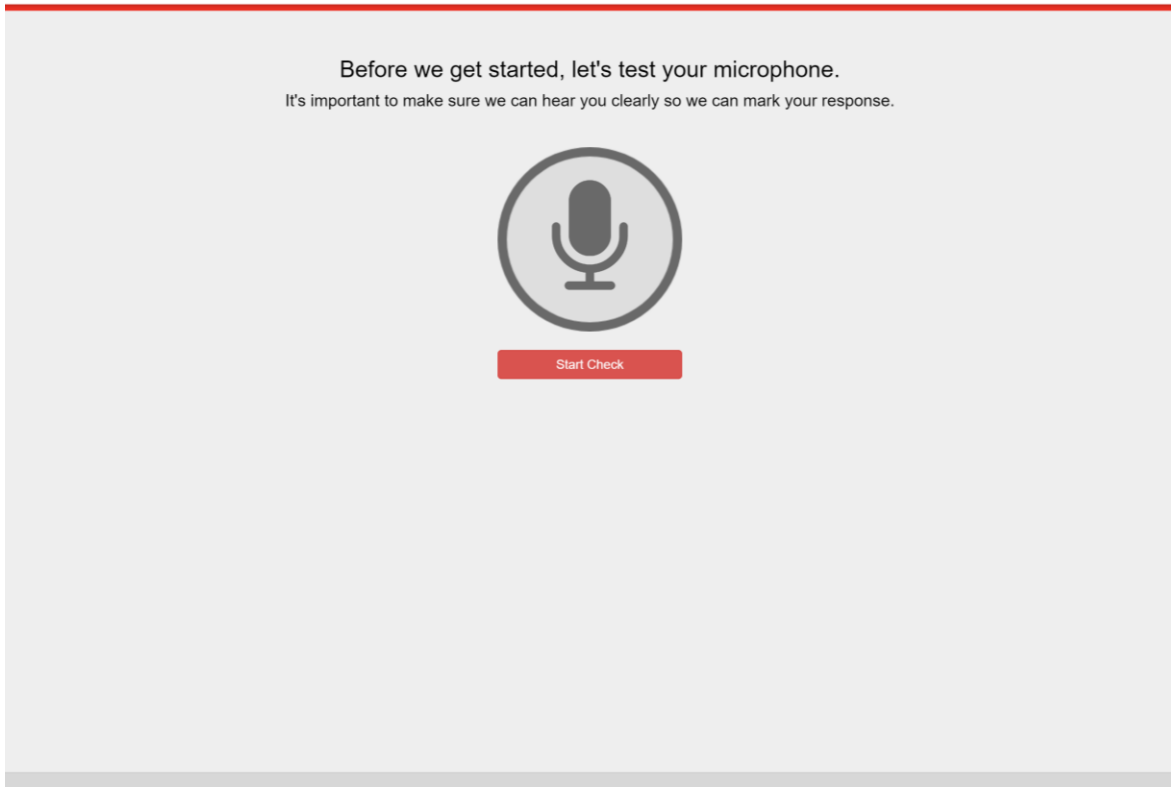 Before we get started, let's test your microphone.
It's important to make sure we can hear you clearly so we can mark your response.
Start Check